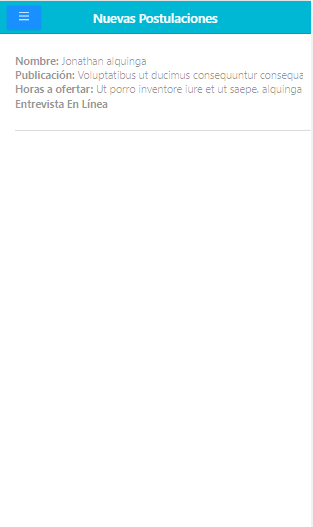 Nuevas Postulaciones
Nombre: Jonathan alquinga
Publicación: Voluptatibus ut ducimus consequuntur consequa
Horas a ofertar: Ut porro inventore iure et ut saepe. alquinga
Entrevista En Línea